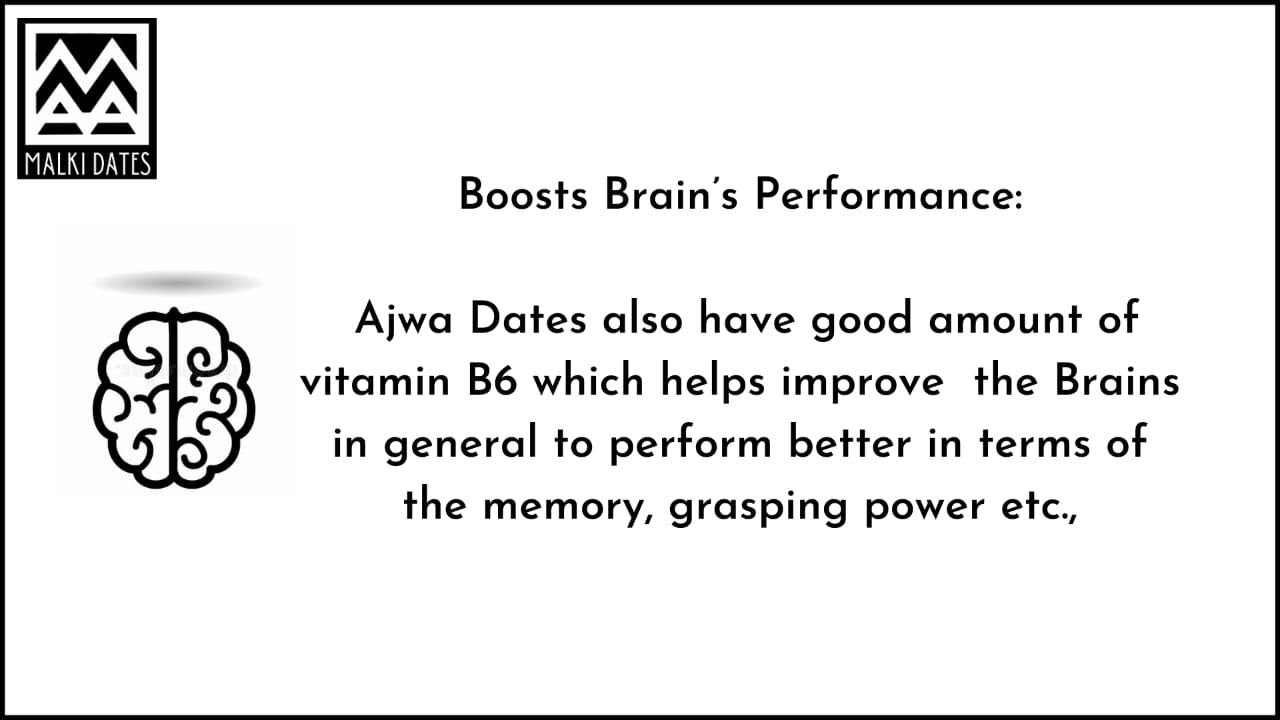 MALKI DATES
Boosts Brain's Performance:
Ajwa Dates also have good amount of
vitamin B6 which helps improve  the Brains
in general to perform better in terms of
the memory, grasping power etc.,